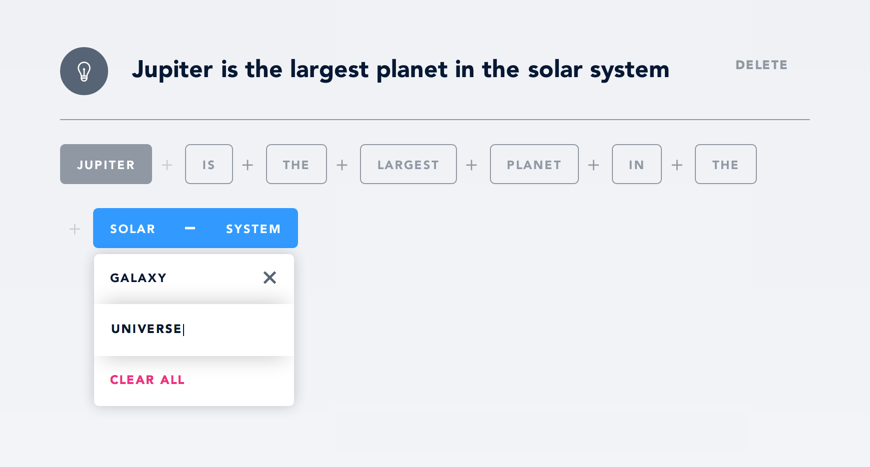 Jupiter is the largest planet in the solar system
DELETE
JUPITER + IS + THE + LARGEST + PLANET + IN + THE
+ SOLAR – SYSTEM
GALAXY
UNIVERSE
CLEAR ALL